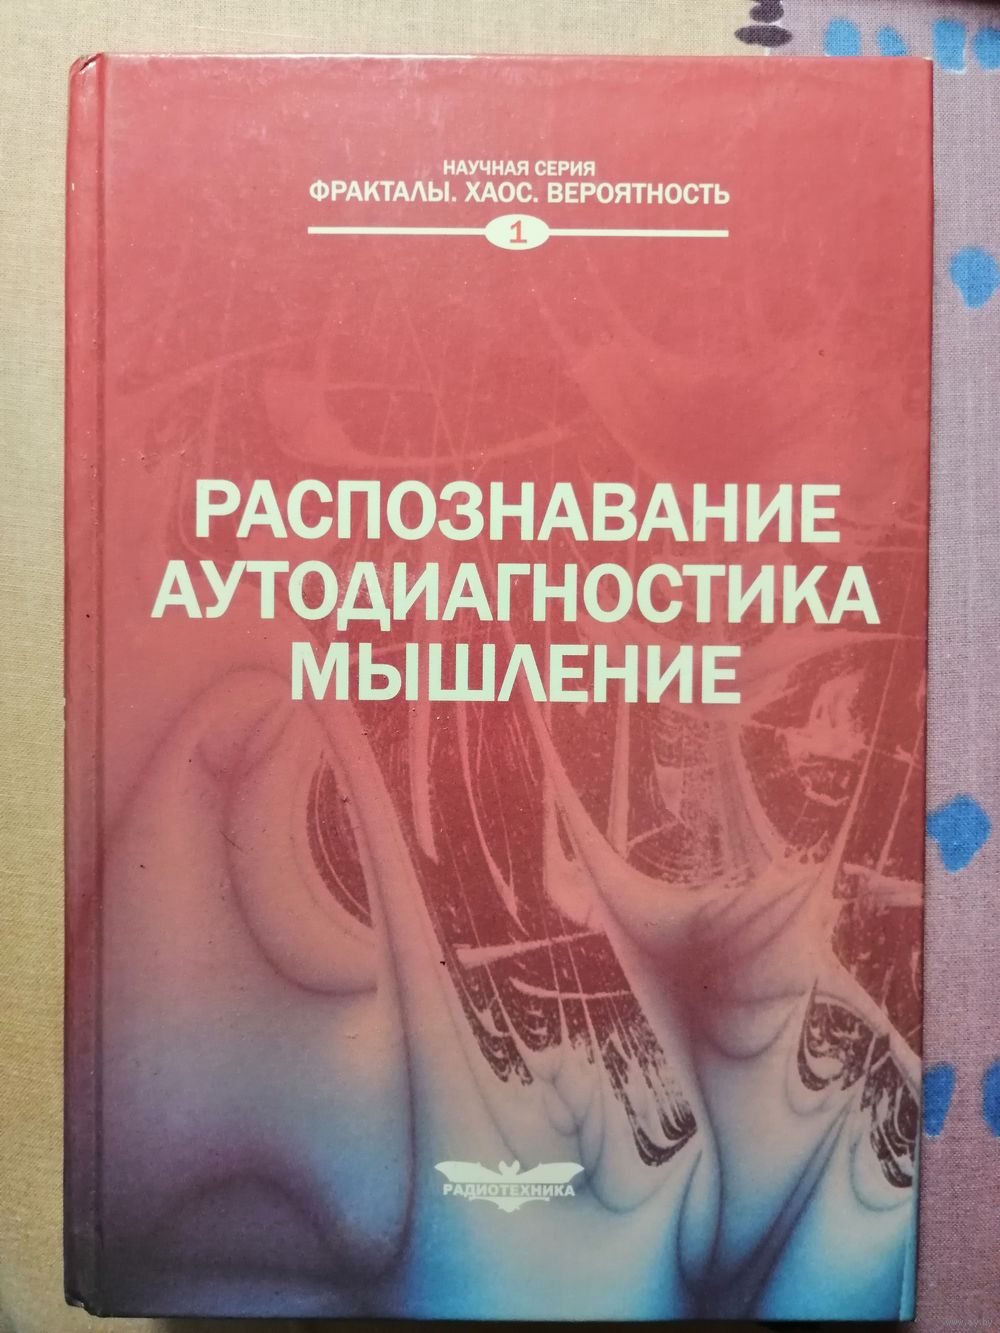 НАУЧНАЯ СЕРИЯ
ФРАКТАЛЫ. ХАОС. ВЕРОЯТНОСТЬ
1
РАСПОЗНАВАНИЕ
АУТОДИАГНОСТИКА
МЫШЛЕНИЕ
РАДИОТЕХНИКА